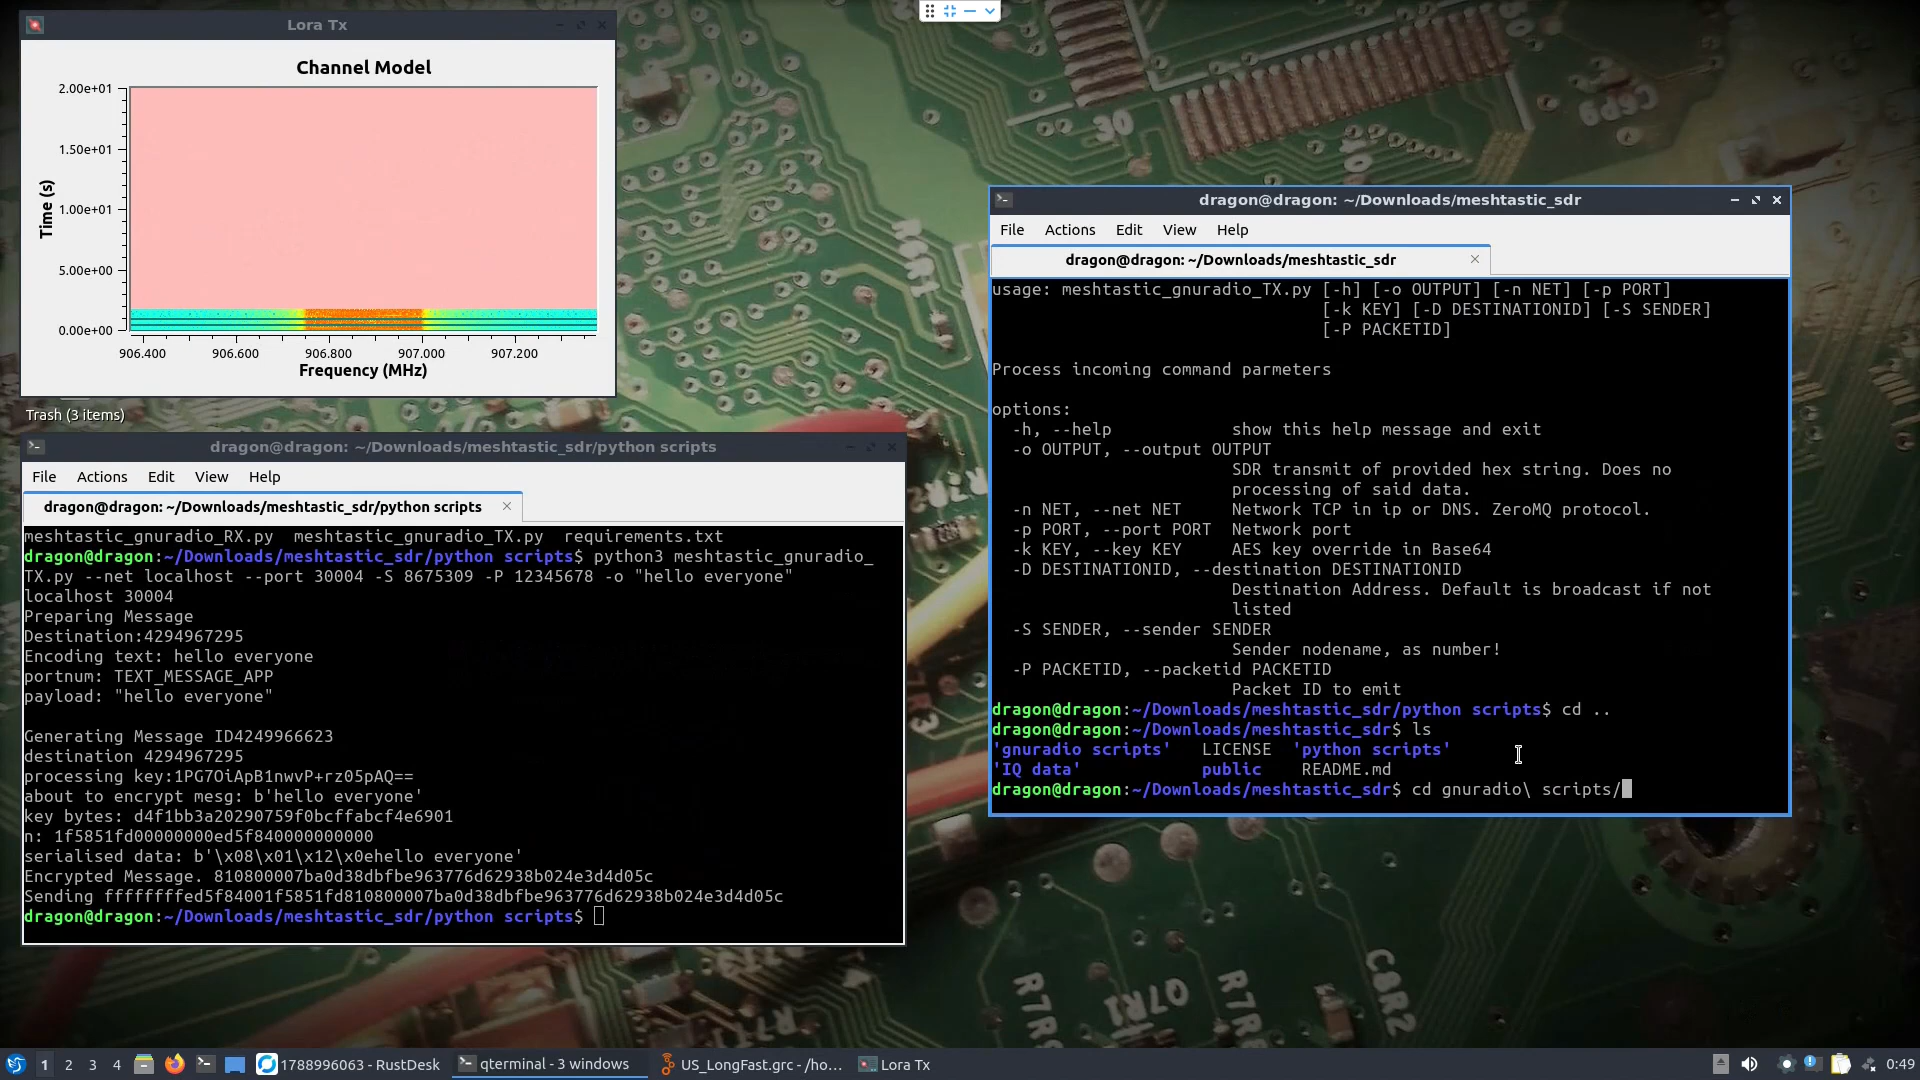 Lora Tx
Channel Model
2.00e+01
1.50e+01
1.00e+01
5.00e+00
0.00e+00
Time (s)
906.400 906.600 906.800 907.000 907.200
Frequency (MHz)
Trash (3 items)
dragon@dragon: ~/Downloads/meshtastic_sdr/python scripts
File Actions Edit View Help
dragon@dragon: ~/Downloads/meshtastic_sdr/python scripts
meshtastic_gnuradio_RX.py meshtastic_gnuradio_TX.py requirements.txt
dragon@dragon:~/Downloads/meshtastic_sdr/python scripts$ python3 meshtastic_gnuradio_
TX.py --net localhost --port 30004 -S 8675309 -P 12345678 -o "hello everyone"
localhost 30004
Preparing Message
Destination:4294967295
Encoding text: hello everyone
portnum: TEXT_MESSAGE_APP
payload: "hello everyone"
Generating Message ID4249966623
destination 4294967295
processing key:1PG7OiApB1nwvP+rz05pAQ==
about to encrypt mesg: b'hello everyone'
key bytes: d4f1bb3a20290759f0bcffabcf4e6901
n: 1f5851fd00000000ed5f840000000000
serialised data: b'\x08\x01\x12\x0ehello everyone'
Encrypted Message. 810800007ba0d38dbfbe963776d62938b024e3d4d05c
Sending ffffffffed5f84001f5851fd810800007ba0d38dbfbe963776d62938b024e3d4d05c
dragon@dragon:~/Downloads/meshtastic_sdr/python scripts$
dragon@dragon: ~/Downloads/meshtastic_sdr
File Actions Edit View Help
dragon@dragon: ~/Downloads/meshtastic_sdr
usage: meshtastic_gnuradio_TX.py [-h] [-o OUTPUT] [-n NET] [-p PORT]
[-k KEY] [-D DESTINATIONID] [-S SENDER]
[-P PACKETID]
Process incoming command parmeters
options:
-h, --help show this help message and exit
-o OUTPUT, --output OUTPUT
SDR transmit of provided hex string. Does no
processing of said data.
-n NET, --net NET Network TCP in ip or DNS. ZeroMQ protocol.
-p PORT, --port PORT Network port
-k KEY, --key KEY AES key override in Base64
-D DESTINATIONID, --destination DESTINATIONID
Destination Address. Default is broadcast if not
listed
-S SENDER, --sender SENDER
Sender nodename, as number!
-P PACKETID, --packetid PACKETID
Packet ID to emit
dragon@dragon:~/Downloads/meshtastic_sdr/python scripts$ cd ..
dragon@dragon:~/Downloads/meshtastic_sdr$ ls
'gnuradio scripts' LICENSE 'python scripts'
'IQ data' public README.md
dragon@dragon:~/Downloads/meshtastic_sdr$ cd gnuradio\ scripts/
30
R7R
Q7R1
R7R
C8R2
1 2 3 4 1788996063 - RustDesk qterminal - 3 windows US_LongFast.grc - /ho... Lora Tx 0:49